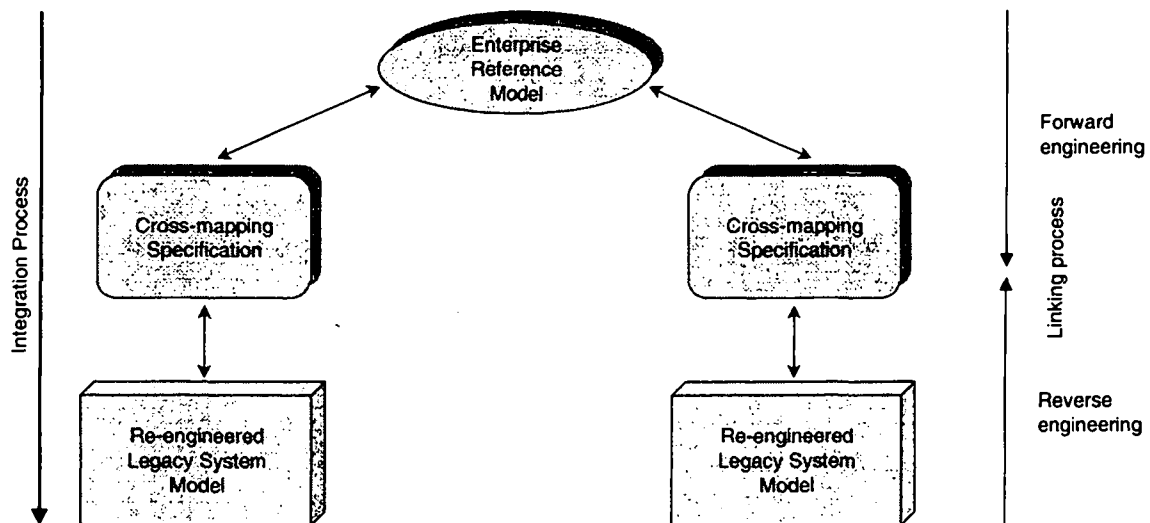 Enterprise
Reference
Model
Forward
engineering
Integration Process
Cross-mapping
Specification
Cross-mapping
Specification
Linking process
Re-engineered
Legacy System
Model
Re-engineered
Legacy System
Model
Reverse
engineering